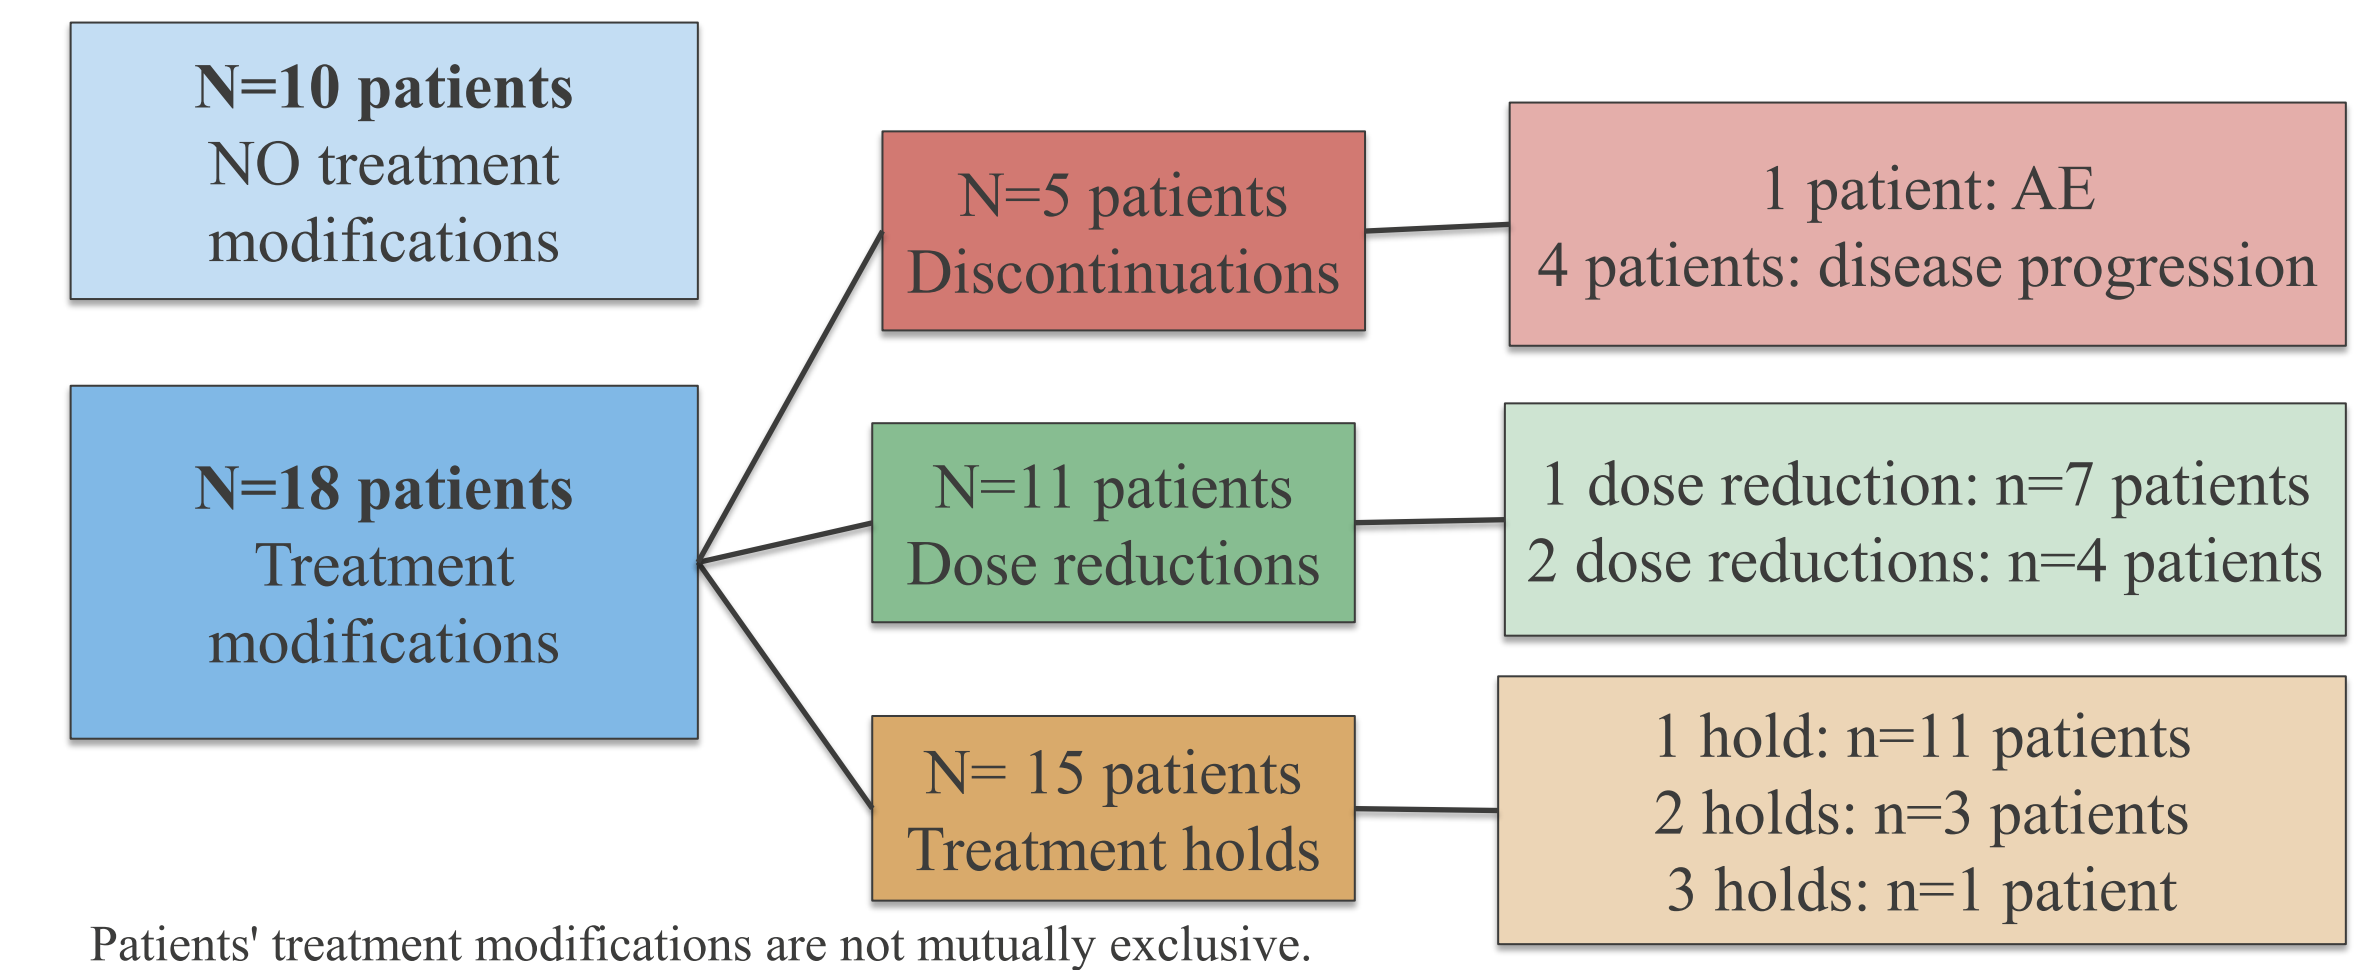 N=10 patients
NO treatment
modifications
N=18 patients
Treatment
modifications
N=5 patients
Discontinuations
1 patient: AE
4 patients: disease progression
N=11 patients
Dose reductions
1 dose reduction: n=7 patients
2 dose reductions: n=4 patients
N= 15 patients
Treatment holds
1 hold: n=11 patients
2 holds: n=3 patients
3 holds: n=1 patient
Patients' treatment modifications are not mutually exclusive.